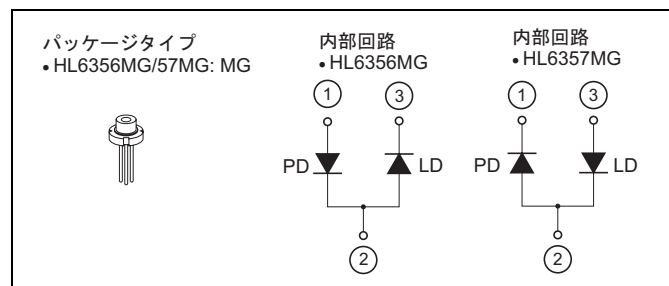 パッケージタイプ
• HL6356MG/57MG: MG
内部回路
• HL6356MG
1 3
PD LD
2
内部回路
• HL6357MG
1 3
PD LD
2